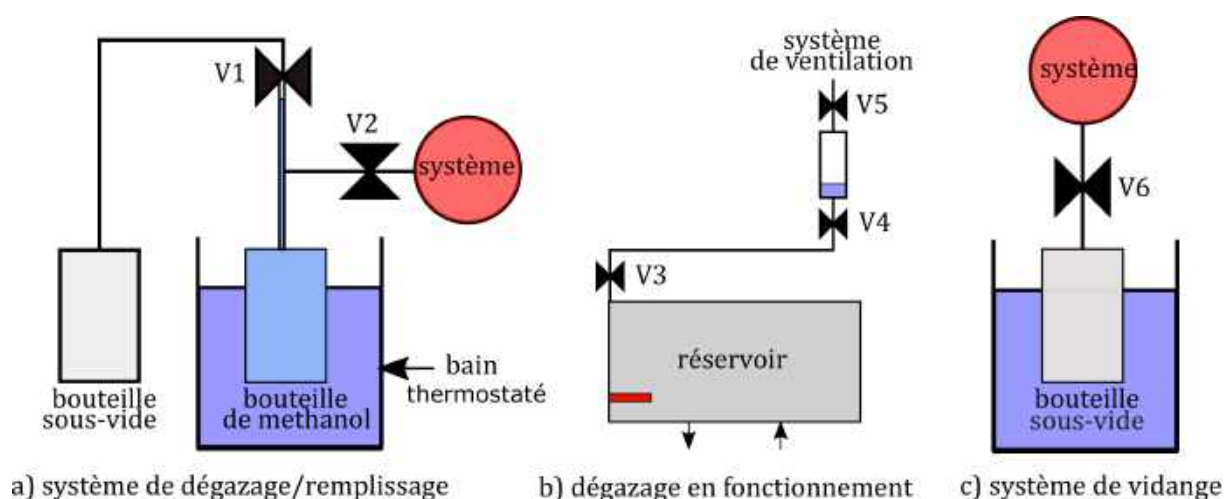 V1
V2
système
bouteille
sous-vide
bouteille
de methanol
bain
thermostaté
a) système de dégazage/remplissage
système
de ventilation
V5
V4
V3
réservoir
b) dégazage en fonctionnement
système
V6
bouteille
sous-vide
c) système de vidange